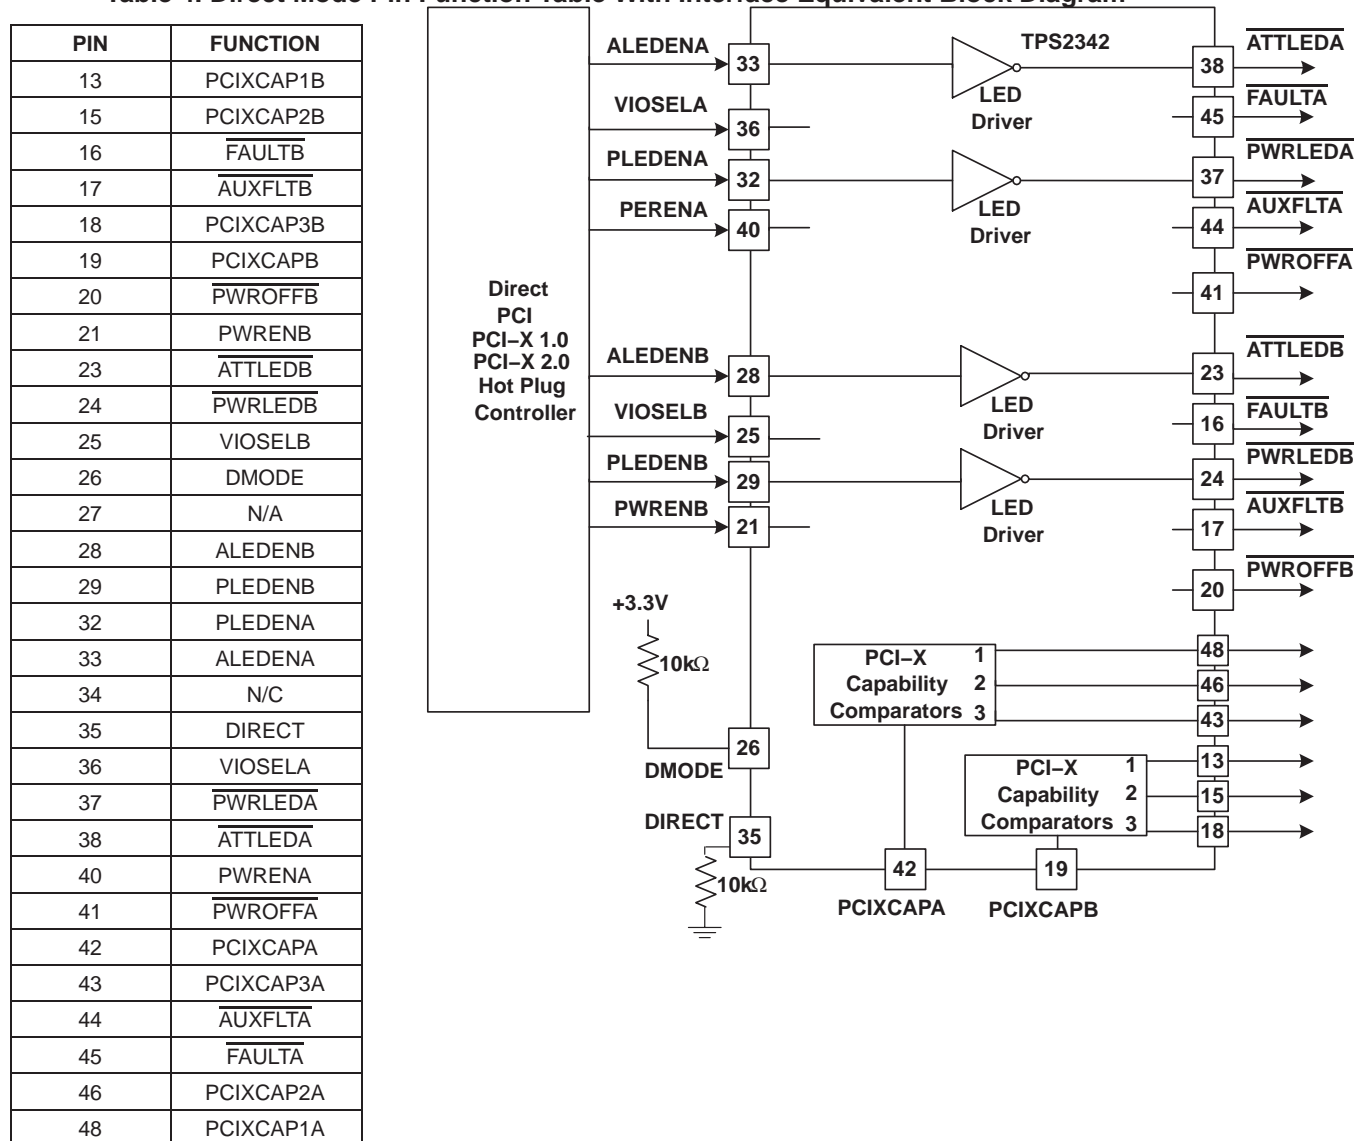 Table 4. Direct Mode Pin Function Table With Interface Equivalent Block Diagram
PIN FUNCTION
13 PCIXCAP1B
15 PCIXCAP2B
16 FAULTB
17 AUXFLTB
18 PCIXCAP3B
19 PCIXCAPB
20 PWROFFB
21 PWRENB
23 ATTLEDB
24 PWRLEDB
25 VIOSELB
26 DMODE
27 N/A
28 ALEDENB
29 PLEDENB
32 PLEDENA
33 ALEDENA
34 N/C
35 DIRECT
36 VIOSELA
37 PWRLEDA
38 ATTLEDA
40 PWRENA
41 PWROFFA
42 PCIXCAPA
43 PCIXCAP3A
44 AUXFLTA
45 FAULTA
46 PCIXCAP2A
48 PCIXCAP1A
Direct
PCI
PCI–X 1.0
PCI–X 2.0
Hot Plug
Controller
ALEDENA
33
VIOSELA
36
PLEDENA
32
PERENA
40
ALEDENB
28
VIOSELB
25
PLEDENB
29
PWRENB
21
+3.3V
10kΩ
26
DMODE
DIRECT
35
10kΩ
TPS2342
LED
Driver
LED
Driver
LED
Driver
LED
Driver
38
ATTLEDA
45
FAULTA
37
PWRLEDA
44
AUXFLTA
41
PWROFFA
23
ATTLEDB
16
FAULTB
24
PWRLEDB
17
AUXFLTB
20
PWROFFB
PCI–X 1
Capability 2
Comparators 3
48
46
43
PCI–X 1
Capability 2
Comparators 3
13
15
18
42
PCIXCAPA
19
PCIXCAPB